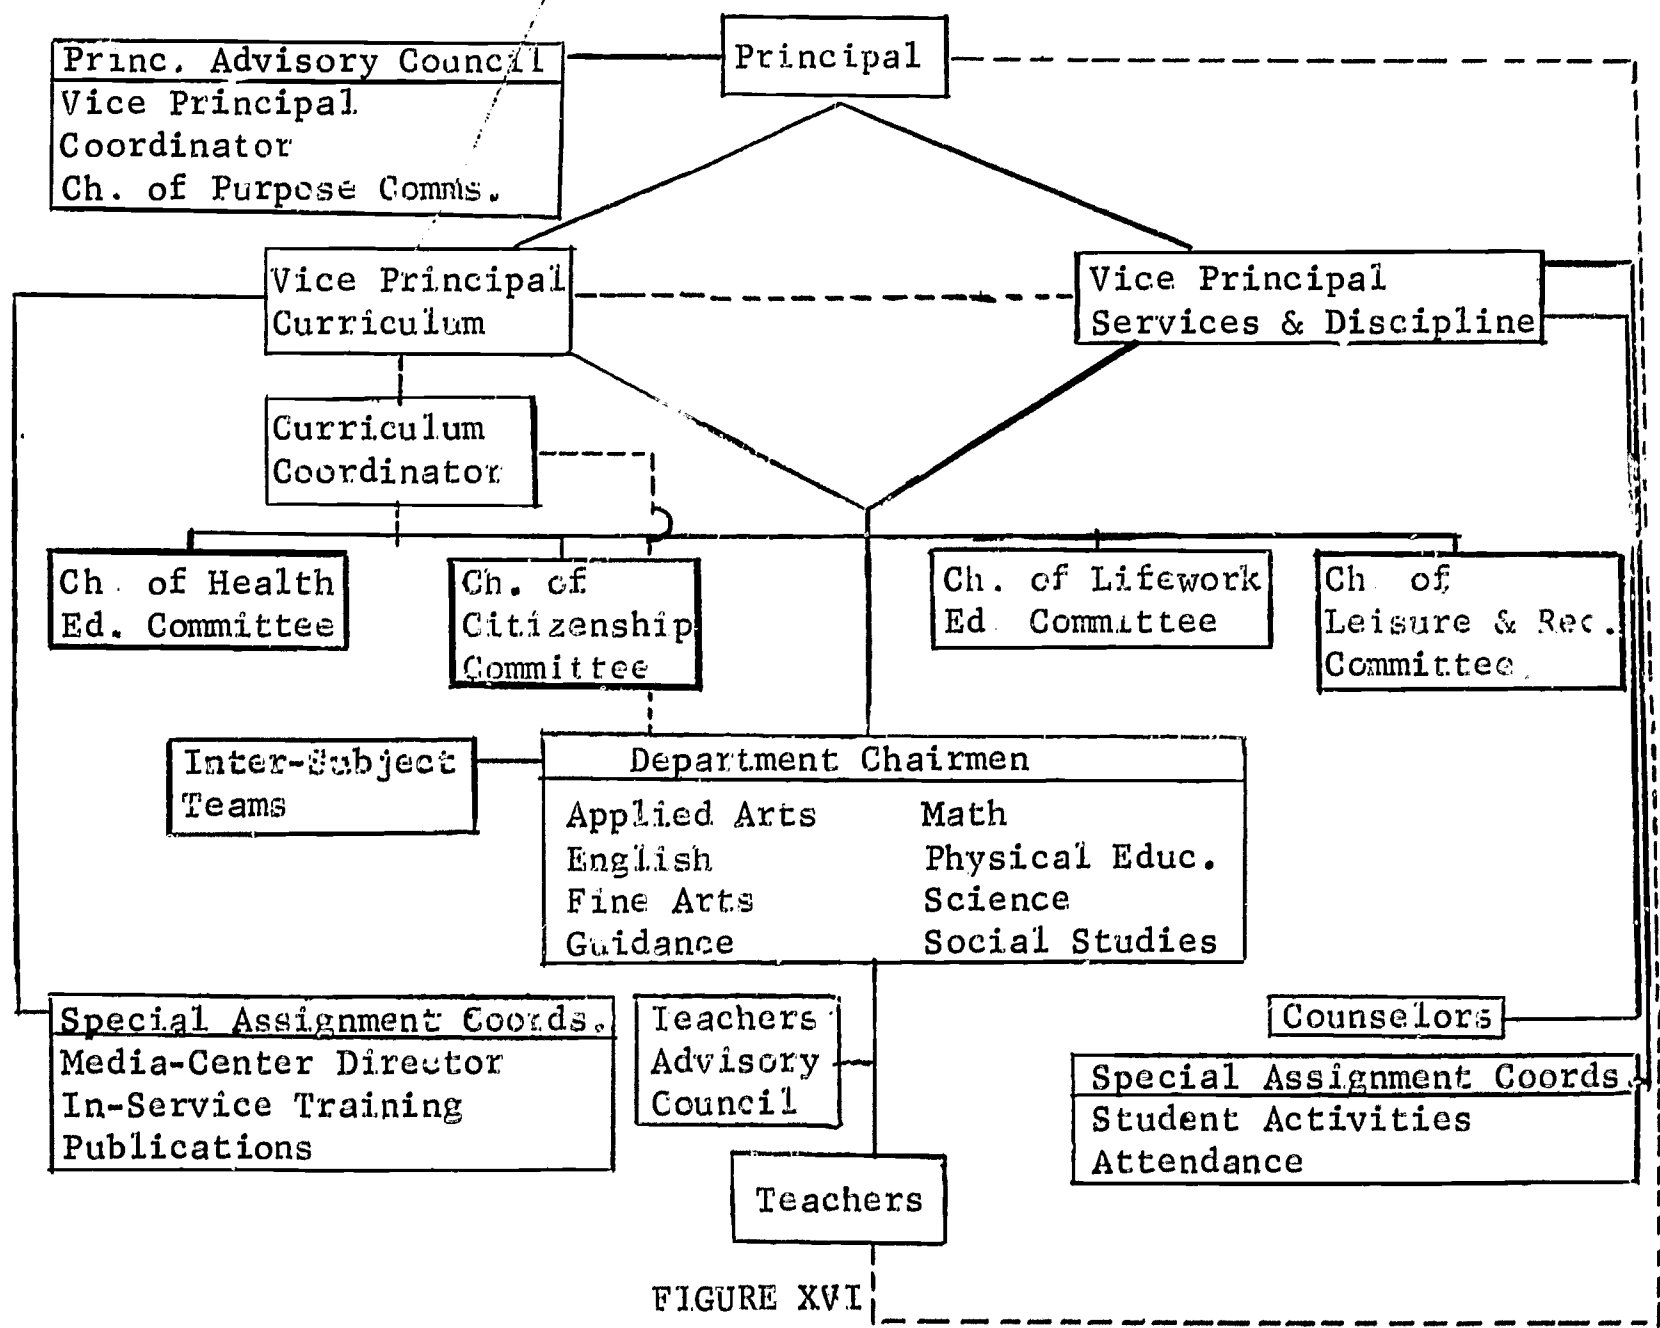 Princ. Advisory Council
Vice Principal
Coordinator
Ch. of Purpose Comms.
Principal
Vice Principal
Curriculum
Vice Principal
Services & Discipline
Curriculum
Coordinator
Ch. of Health
Ed. Committee
Ch. of
Citizenship
Committee
Ch. of Lifework
Ed. Committee
Ch. of
Leisure & Rec.
Committee
Inter-Subject
Teams
Department Chairmen
Applied Arts Math
English Physical Educ.
Fine Arts Science
Guidance Social Studies
Special Assignment Coords.
Media-Center Director
In-Service Training
Publications
Teachers
Advisory
Council
Counselors
Special Assignment Coords.
Student Activities
Attendance
Teachers
FIGURE XVI